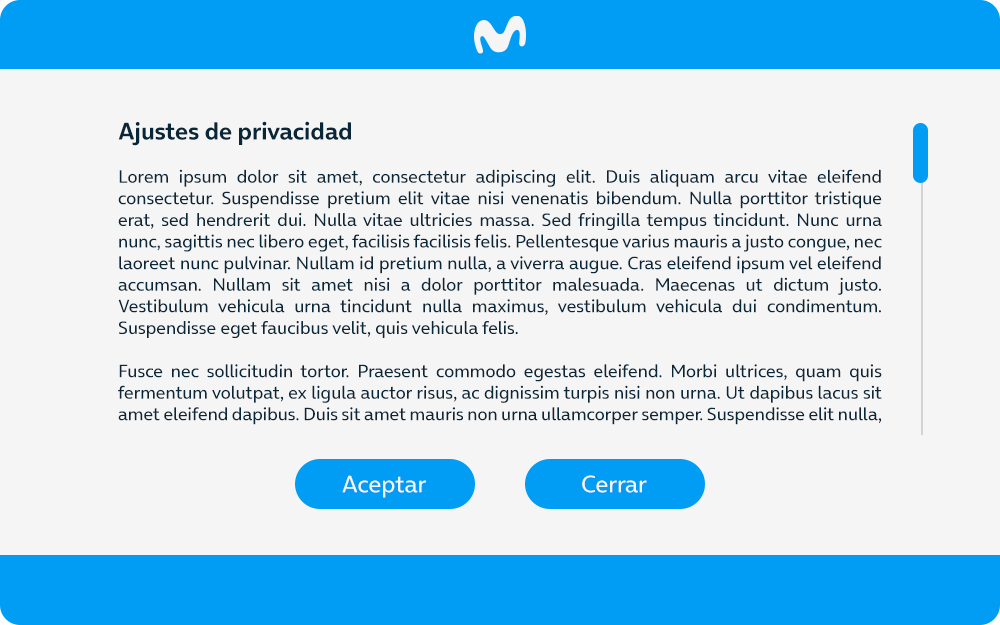 Ajustes de privacidad
Lorem ipsum dolor sit amet, consectetur adipiscing elit. Duis aliquam arcu vitae eleifend
consectetur. Suspendisse pretium elit vitae nisi venenatis bibendum. Nulla porttitor tristique
erat, sed hendrerit dui. Nulla vitae ultricies massa. Sed fringilla tempus tincidunt. Nunc urna
nunc, sagittis nec libero eget, facilisis facilisis felis. Pellentesque varius mauris a justo congue, nec
laoreet nunc pulvinar. Nullam id pretium nulla, a viverra augue. Cras eleifend ipsum vel eleifend
accumsan. Nullam sit amet nisi a dolor porttitor malesuada. Maecenas ut dictum justo.
Vestibulum vehicula urna tincidunt nulla maximus, vestibulum vehicula dui condimentum.
Suspendisse eget faucibus velit, quis vehicula felis.
Fusce nec sollicitudin tortor. Praesent commodo egestas eleifend. Morbi ultrices, quam quis
fermentum volutpat, ex ligula auctor risus, ac dignissim turpis nisi non urna. Ut dapibus lacus sit
amet eleifend dapibus. Duis sit amet mauris non urna ullamcorper semper. Suspendisse elit nulla,
Aceptar
Cerrar